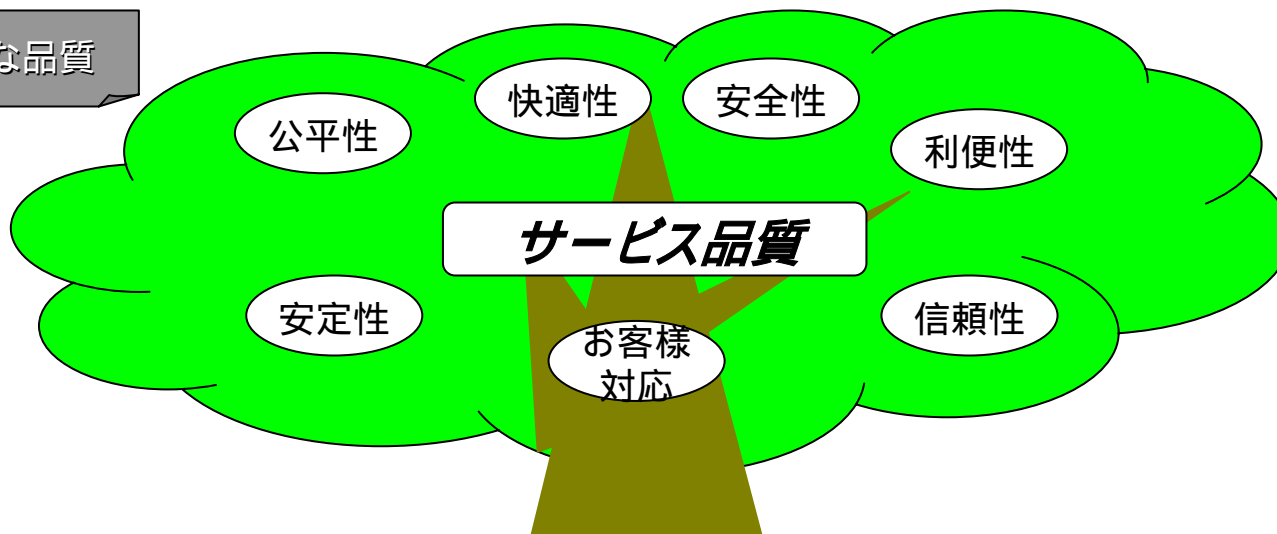 な品質
快適性
安全性
公平性
利便性
サービス品質
安定性
信頼性
お客様
対応